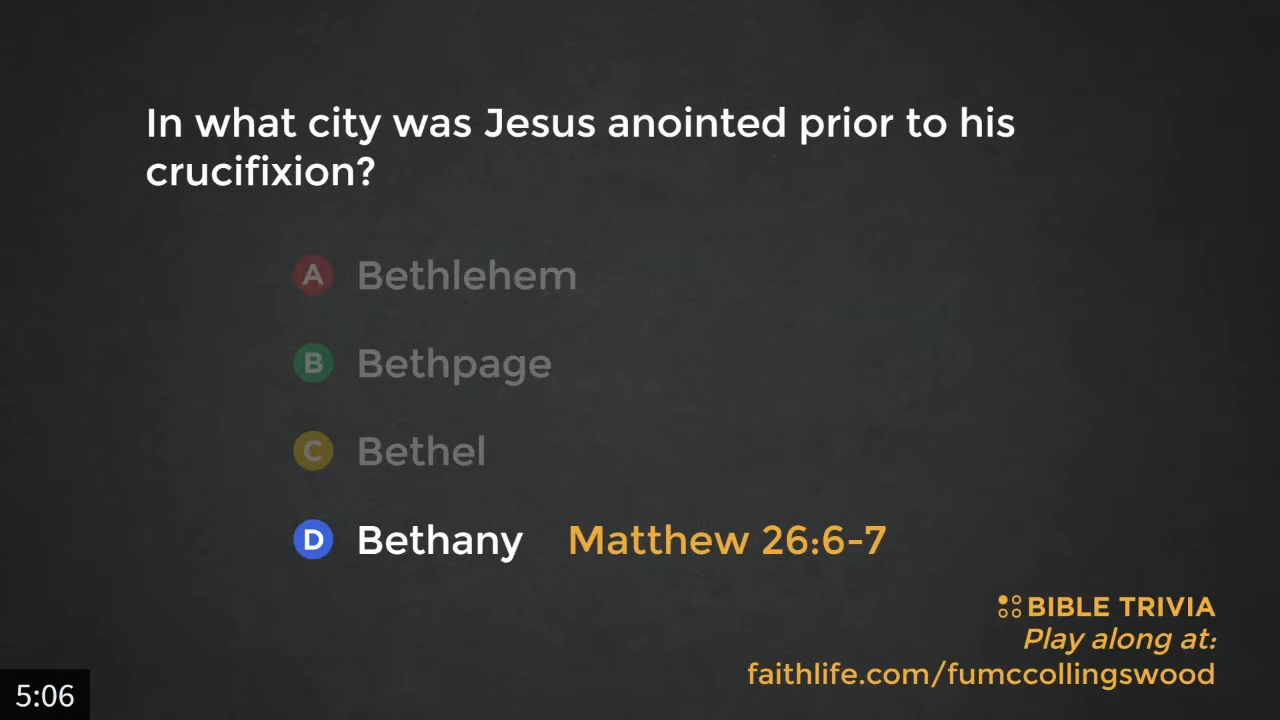 In what city was Jesus anointed prior to his
crucifixion?
A Bethlehem
B Bethpage
C Bethel
D Bethany Matthew 26:6-7
BIBLE TRIVIA
Play along at:
faithlife.com/fumccollingswood
5:06